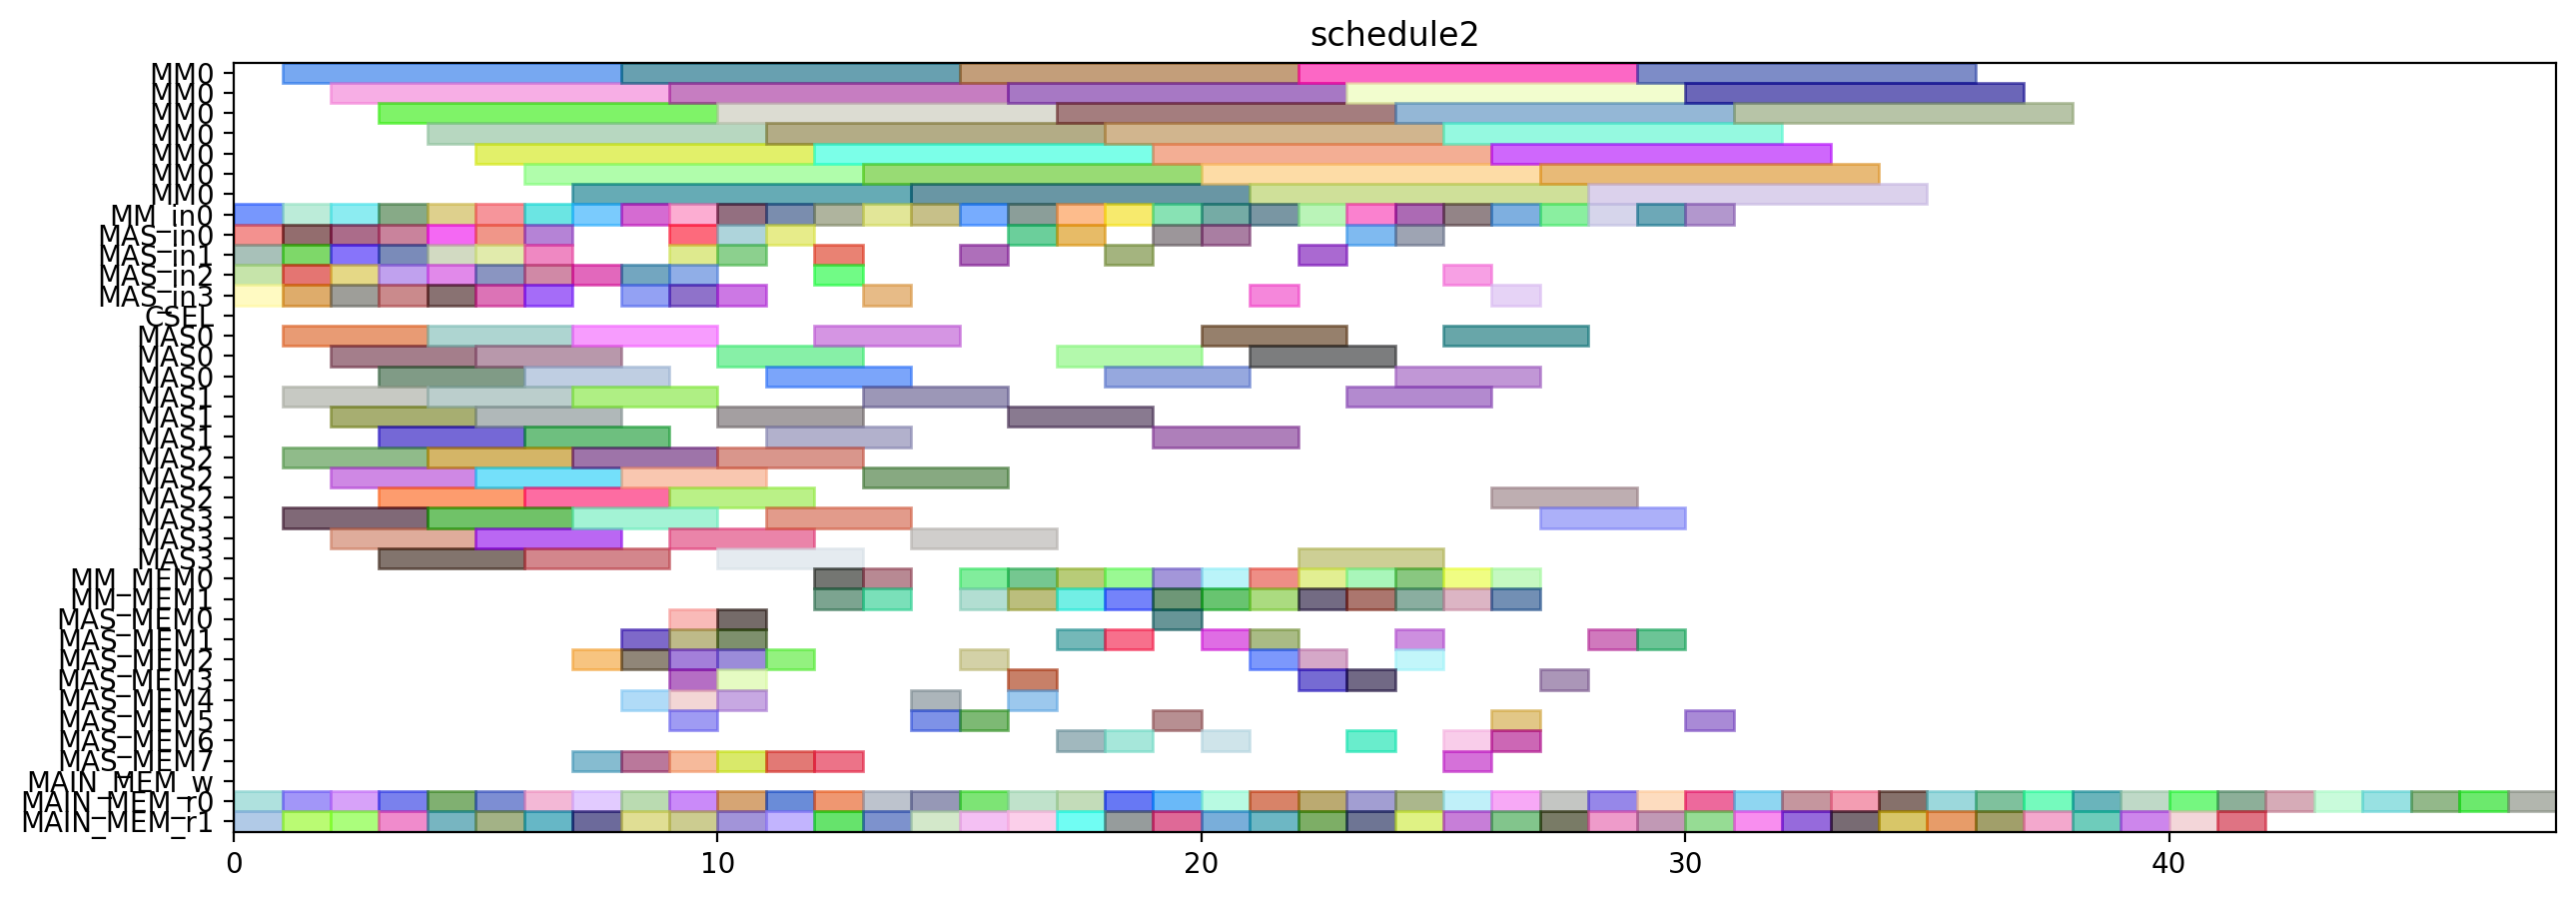 schedule2
MM0
MM0
MM0
MM0
MM0
MM0
MM0
MM_in0
MAS_in0
MAS_in1
MAS_in2
MAS_in3
CSEL
MAS0
MAS0
MAS0
MAS1
MAS1
MAS1
MAS2
MAS2
MAS2
MAS3
MAS3
MAS3
MM_MEM0
MM_MEM1
MAS_MEM0
MAS_MEM1
MAS_MEM2
MAS_MEM3
MAS_MEM4
MAS_MEM5
MAS_MEM6
MAS_MEM7
MAIN_MEM_w
MAIN_MEM_r0
MAIN_MEM_r1
0 10 20 30 40